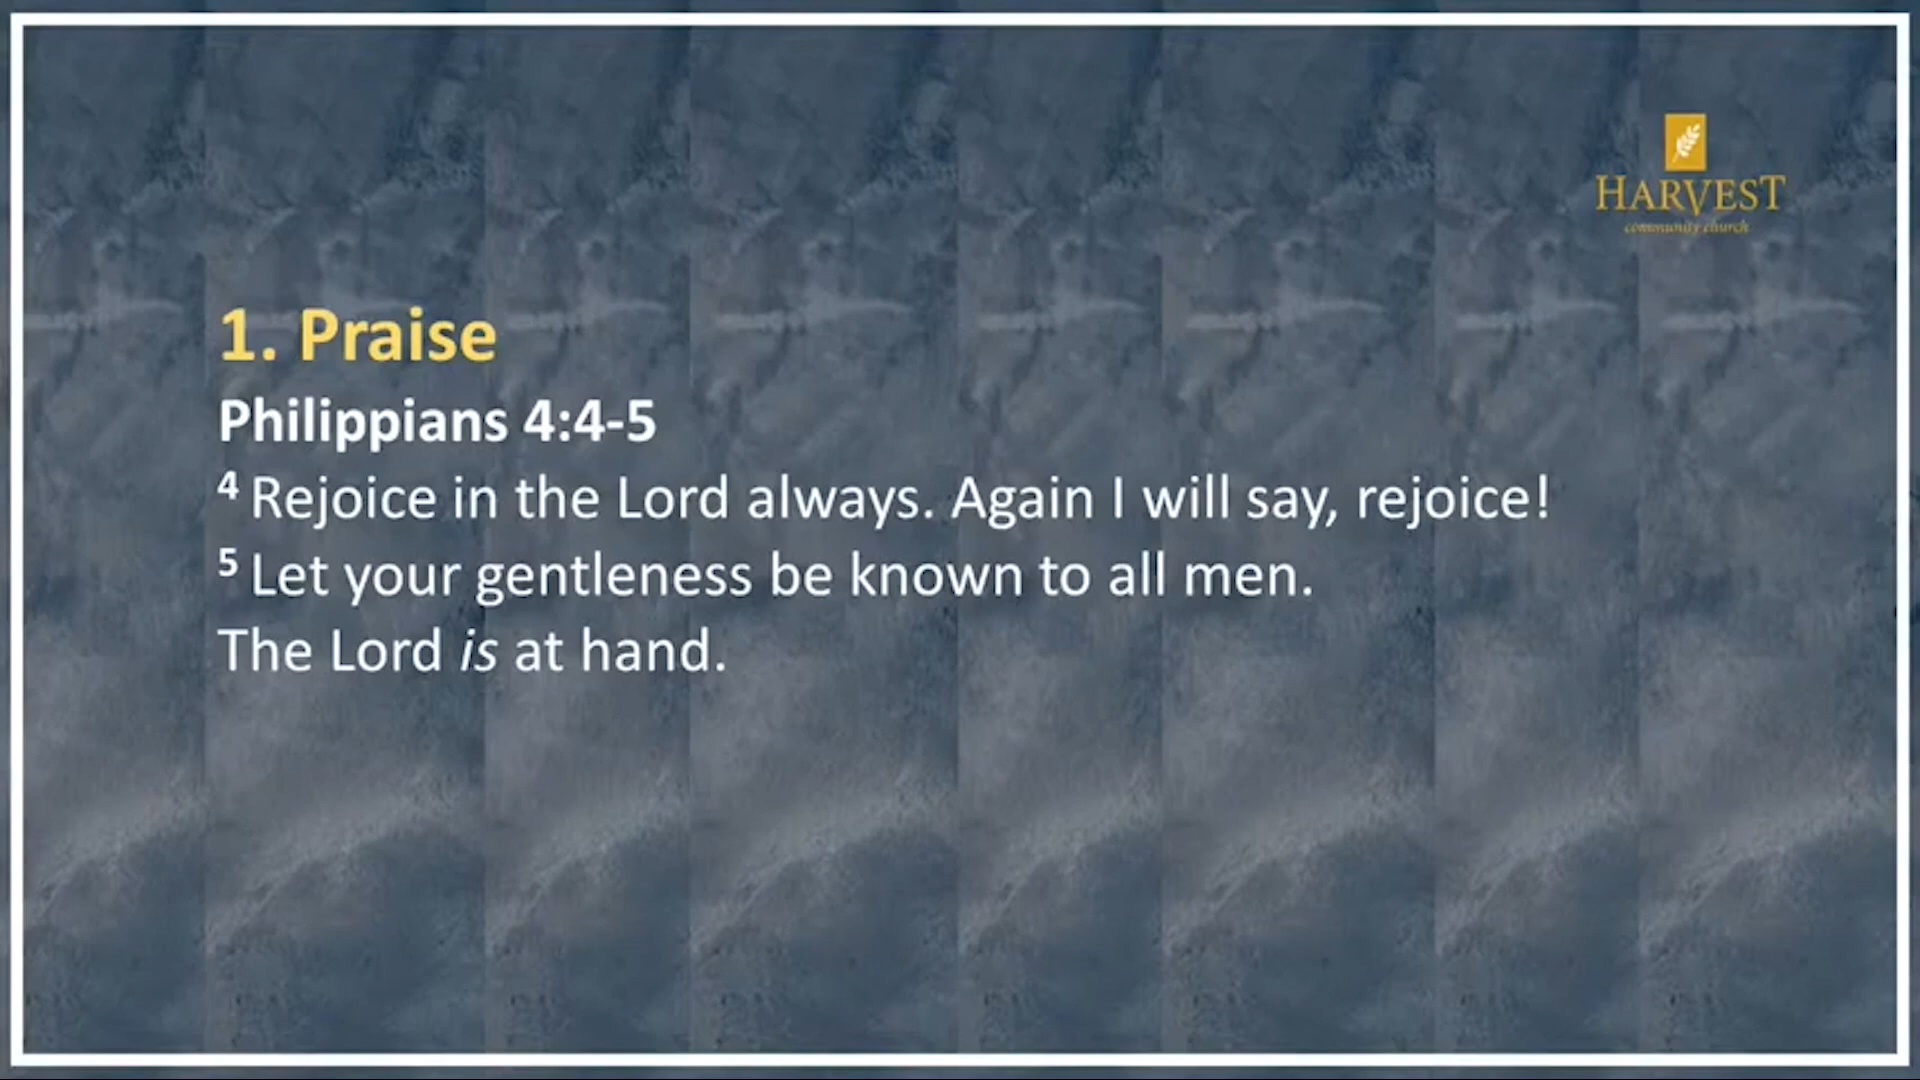 HARVEST
community church
1. Praise
Philippians 4:4-5
4 Rejoice in the Lord always. Again I will say, rejoice!
5 Let your gentleness be known to all men.
The Lord is at hand.